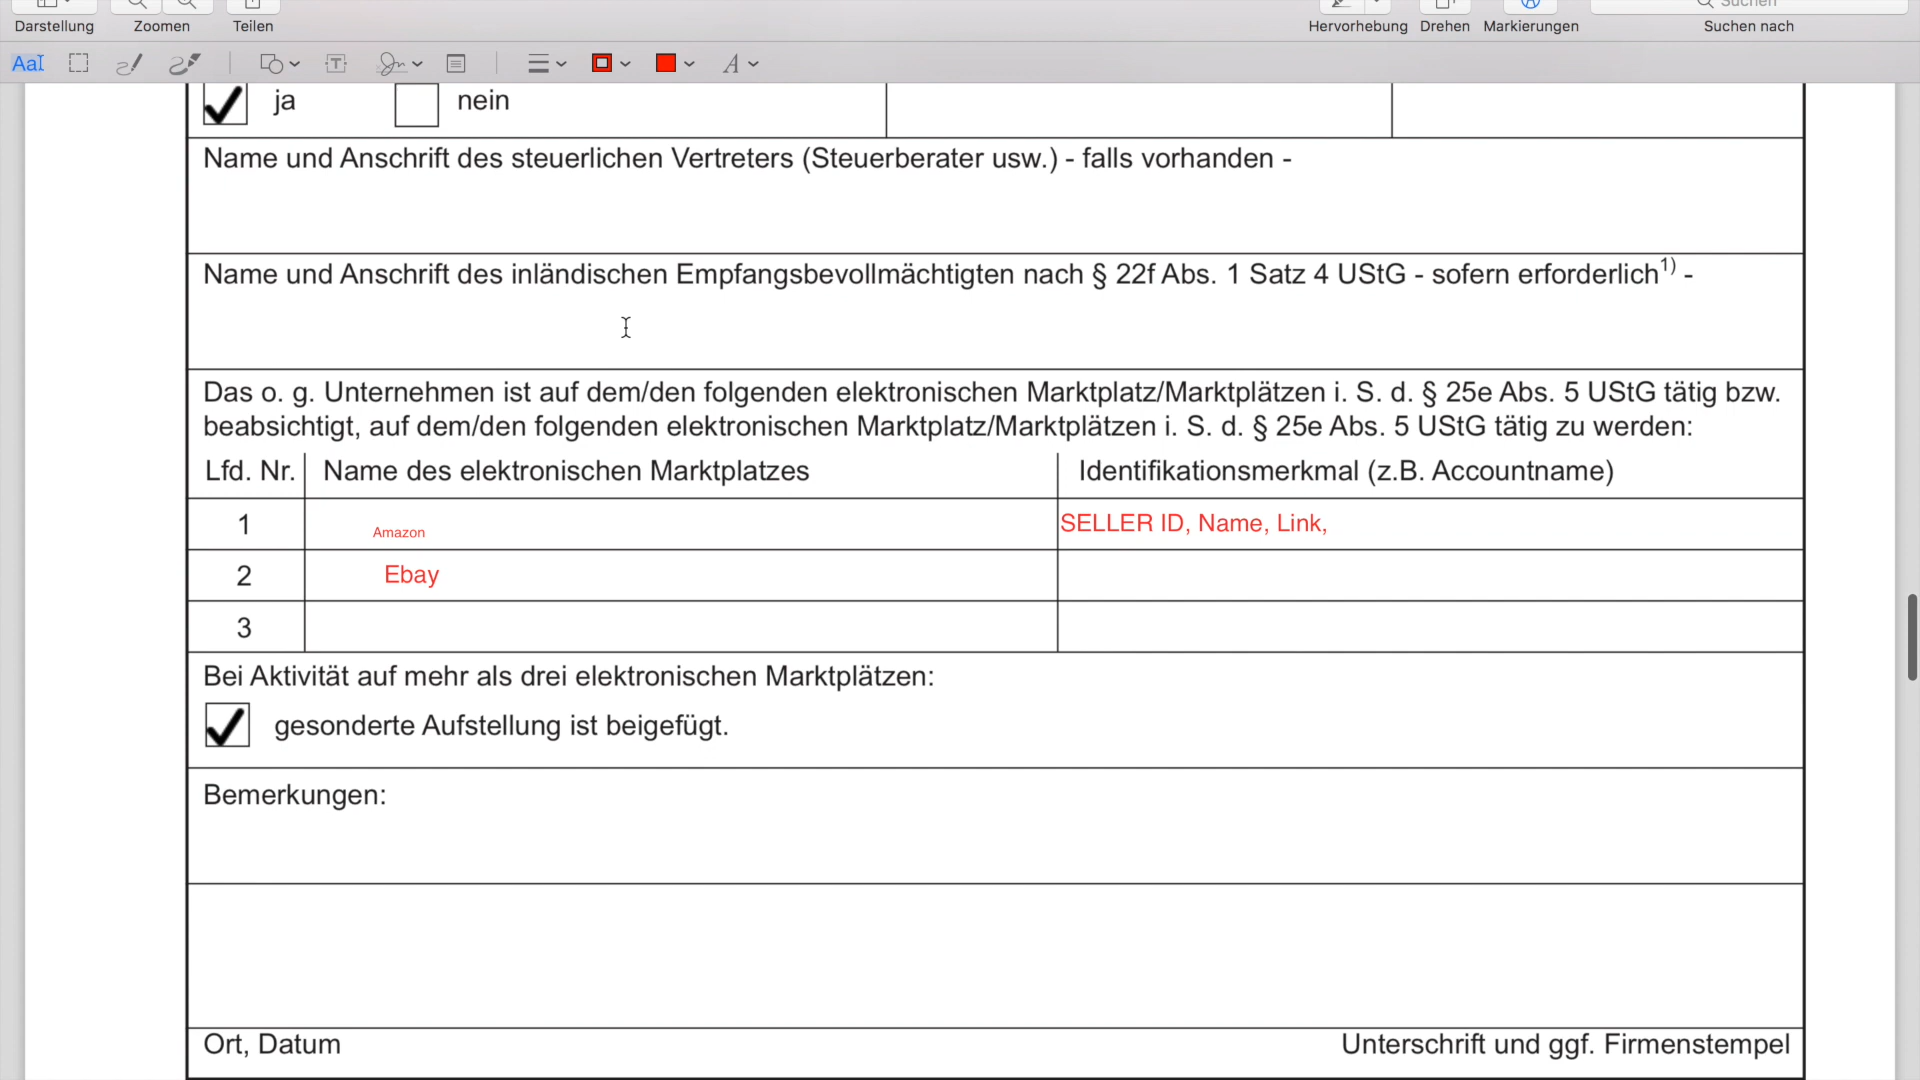 Suchen
Darstellung Zoomen Teilen Hervorhebung Drehen Markierungen Suchen nach
AaI T A
ja nein
Name und Anschrift des steuerlichen Vertreters (Steuerberater usw.) - falls vorhanden -
Name und Anschrift des inländischen Empfangsbevollmächtigten nach § 22f Abs. 1 Satz 4 UStG - sofern erforderlich1) -
Das o. g. Unternehmen ist auf dem/den folgenden elektronischen Marktplatz/Marktplätzen i. S. d. § 25e Abs. 5 UStG tätig bzw.
beabsichtigt, auf dem/den folgenden elektronischen Marktplatz/Marktplätzen i. S. d. § 25e Abs. 5 UStG tätig zu werden:
Lfd. Nr. Name des elektronischen Marktplatzes Identifikationsmerkmal (z.B. Accountname)
1 Amazon SELLER ID, Name, Link,
2 Ebay
3
Bei Aktivität auf mehr als drei elektronischen Marktplätzen:
gesonderte Aufstellung ist beigefügt.
Bemerkungen:
Ort, Datum Unterschrift und ggf. Firmenstempel